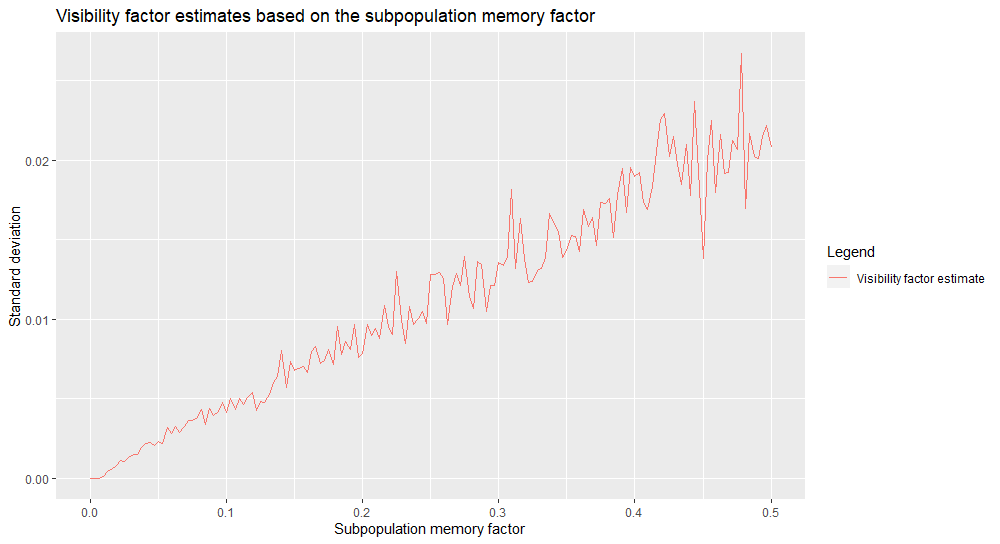 Visibility factor estimates based on the subpopulation memory factor
Standard deviation
0.02
0.01
0.00
0.0 0.1 0.2 0.3 0.4 0.5
Subpopulation memory factor
Legend
Visibility factor estimate